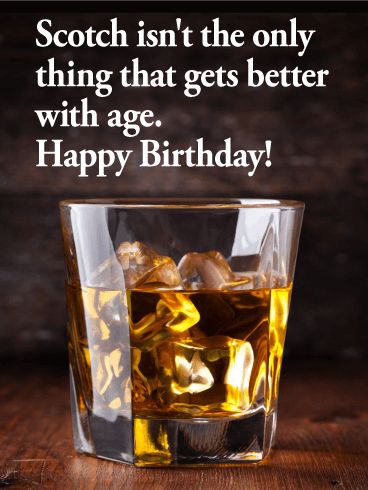 Scotch isn't the only
thing that gets better
with age.
Happy Birthday!